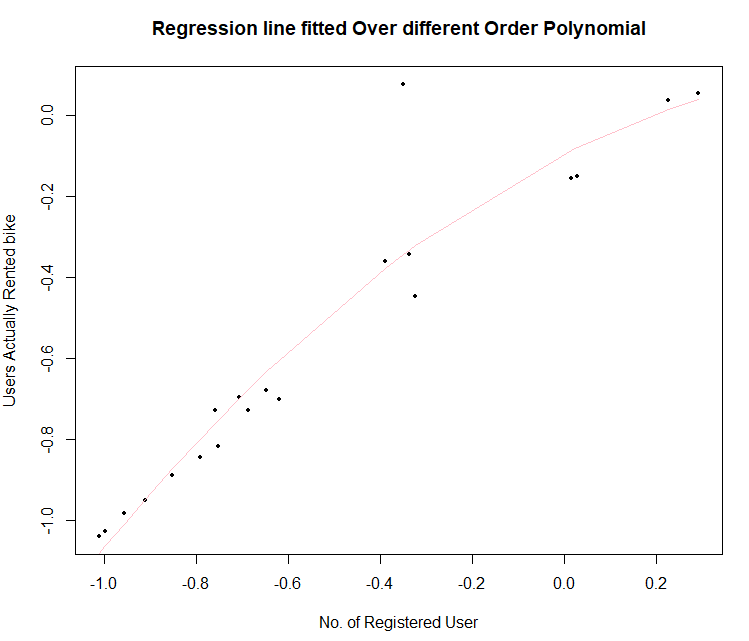 Regression line fitted Over different Order Polynomial
Users Actually Rented bike
0.0
-0.2
-0.4
-0.6
-0.8
-1.0
-1.0 -0.8 -0.6 -0.4 -0.2 0.0 0.2
No. of Registered User